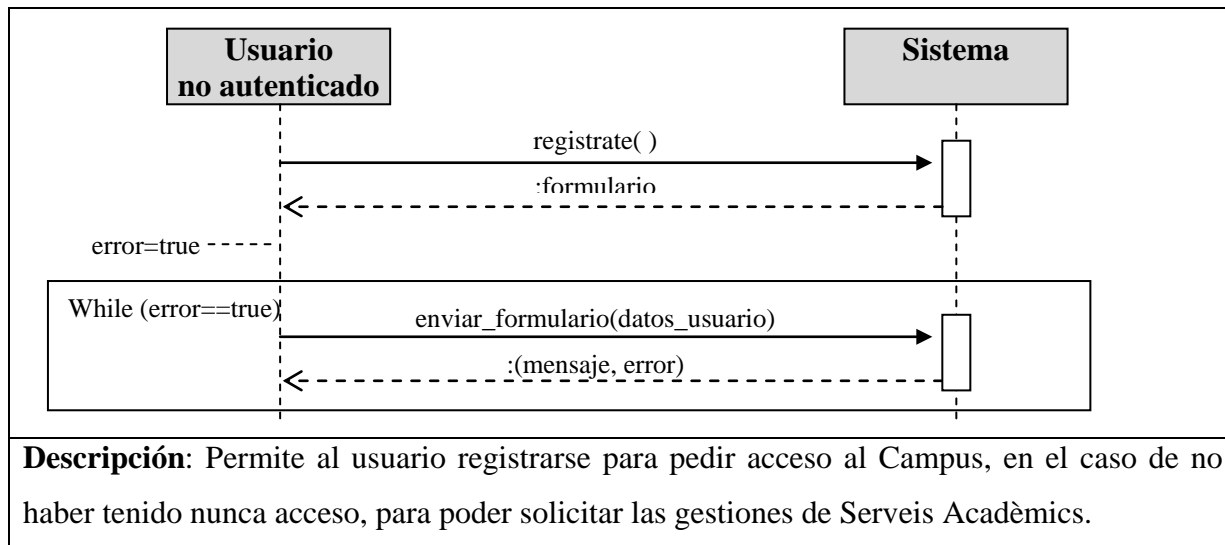 Usuario
no autenticado
Sistema
registrate( )
:formulario
error=true
While (error==true)
enviar_formulario(datos_usuario)
:(mensaje, error)
Descripción: Permite al usuario registrarse para pedir acceso al Campus, en el caso de no
haber tenido nunca acceso, para poder solicitar las gestiones de Serveis Acadèmics.